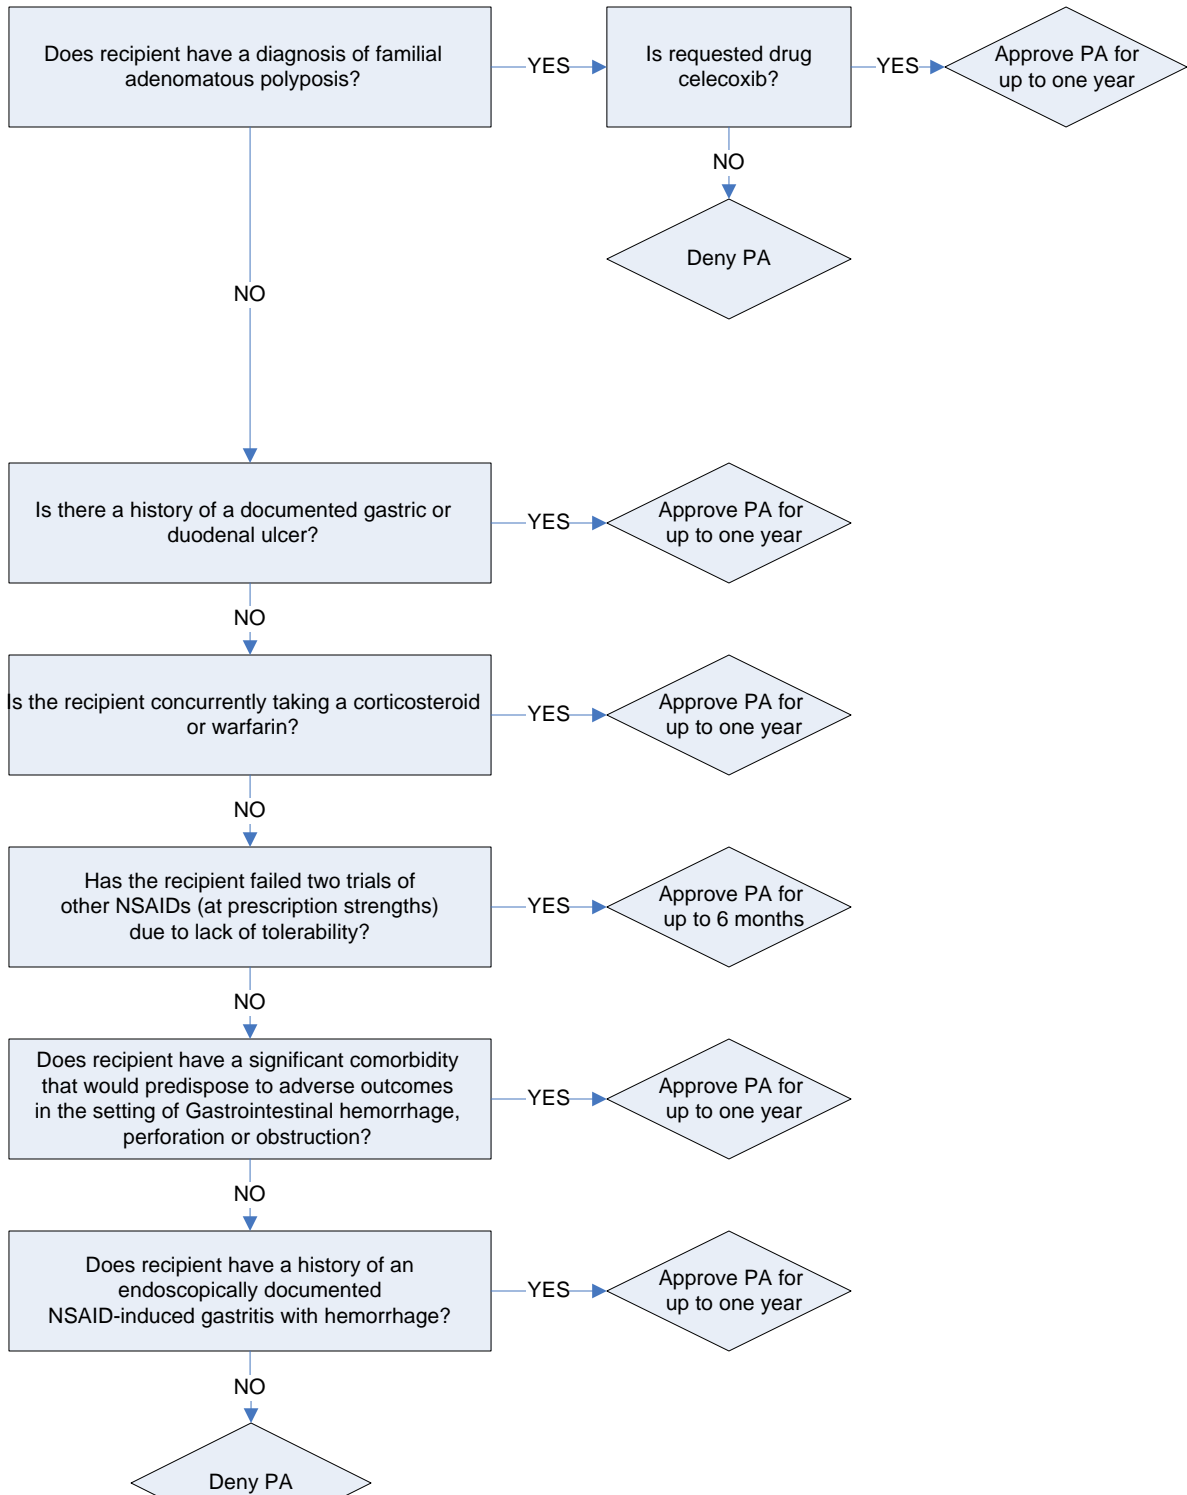 Does recipient have a diagnosis of familial
adenomatous polyposis?
YES
Is requested drug
celecoxib?
YES
Approve PA for
up to one year
NO
Deny PA
NO
Is there a history of a documented gastric or
duodenal ulcer?
YES
Approve PA for
up to one year
NO
Is the recipient concurrently taking a corticosteroid
or warfarin?
YES
Approve PA for
up to one year
NO
Has the recipient failed two trials of
other NSAIDs (at prescription strengths)
due to lack of tolerability?
YES
Approve PA for
up to 6 months
NO
Does recipient have a significant comorbidity
that would predispose to adverse outcomes
in the setting of Gastrointestinal hemorrhage,
perforation or obstruction?
YES
Approve PA for
up to one year
NO
Does recipient have a history of an
endoscopically documented
NSAID-induced gastritis with hemorrhage?
YES
Approve PA for
up to one year
NO
Deny PA